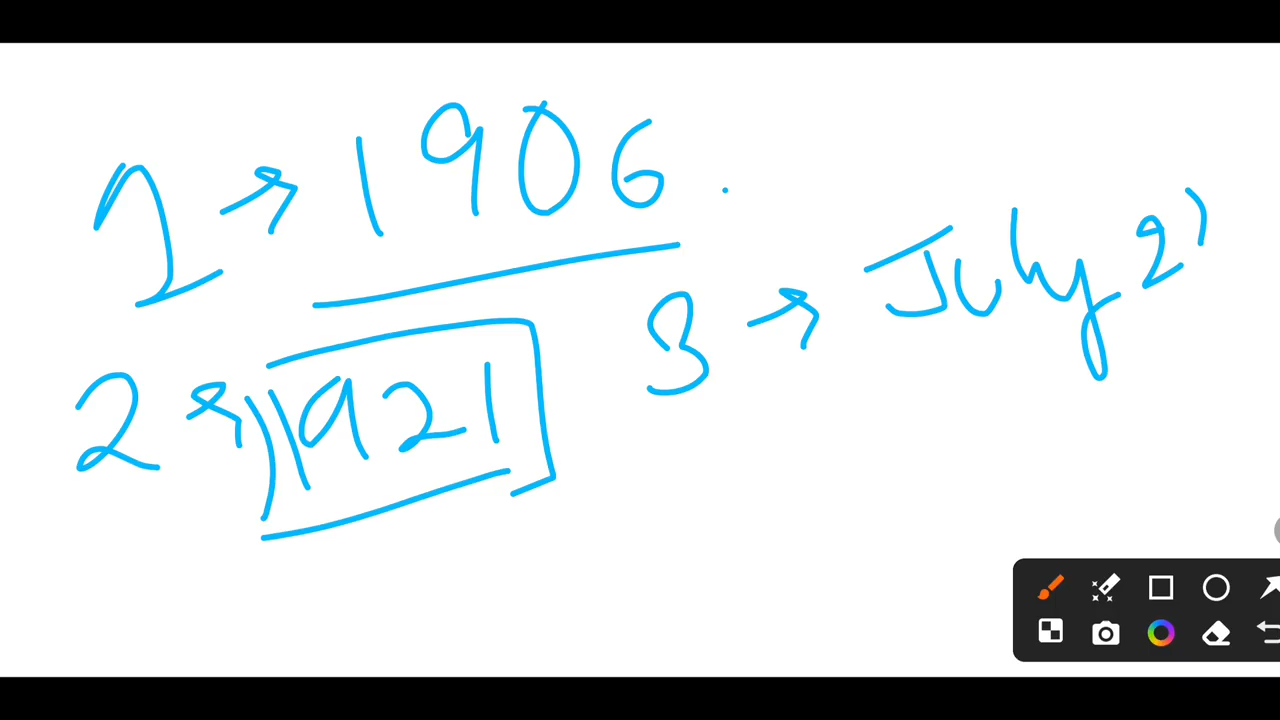 1 → 1906
2 → 1921
3 → July 21